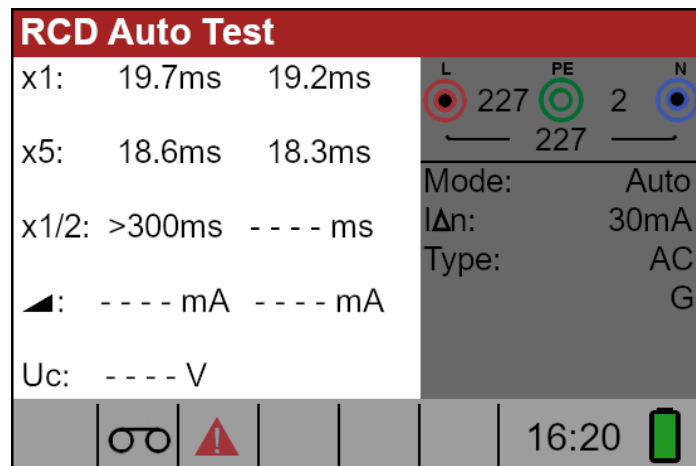 RCD Auto Test
x1: 19.7ms 19.2ms
x5: 18.6ms 18.3ms
x1/2: >300ms - - - - ms
◢: - - - - mA - - - - mA
Uc: - - - - V
L PE N
227 2
227
Mode: Auto
I∆n: 30mA
Type: AC
G
16:20